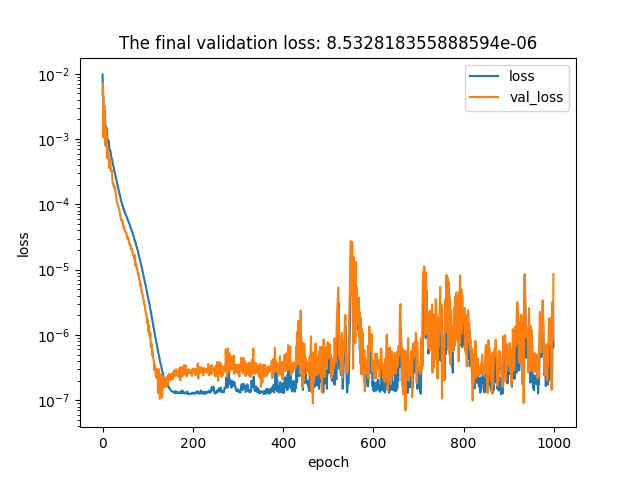 The final validation loss: 8.532818355888594e-06
loss
val_loss
10⁻²
10⁻³
10⁻⁴
10⁻⁵
10⁻⁶
10⁻⁷
loss
0 200 400 600 800 1000
epoch